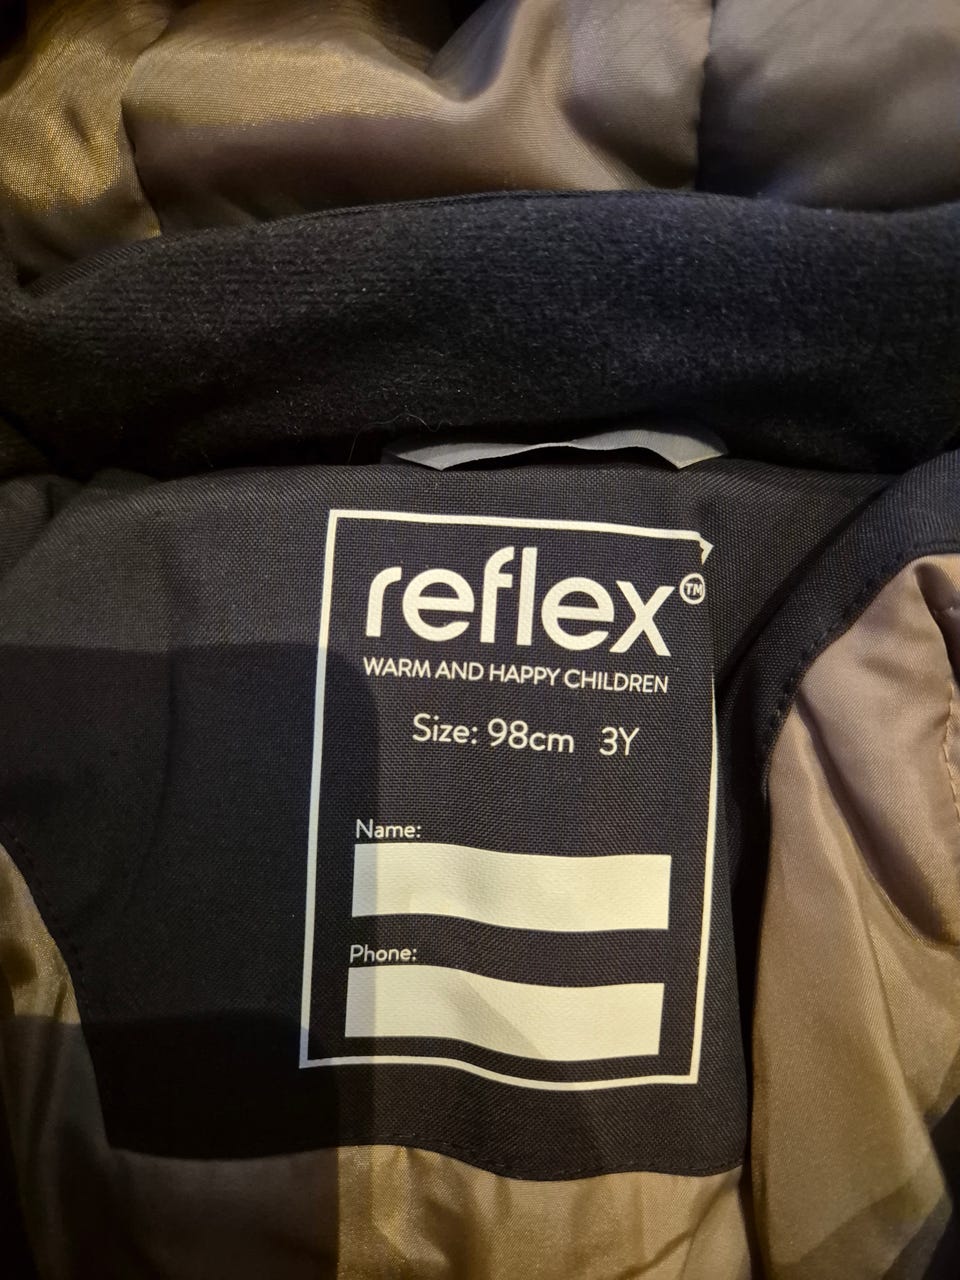 reflex™
WARM AND HAPPY CHILDREN
Size: 98cm 3Y
Name:
Phone: